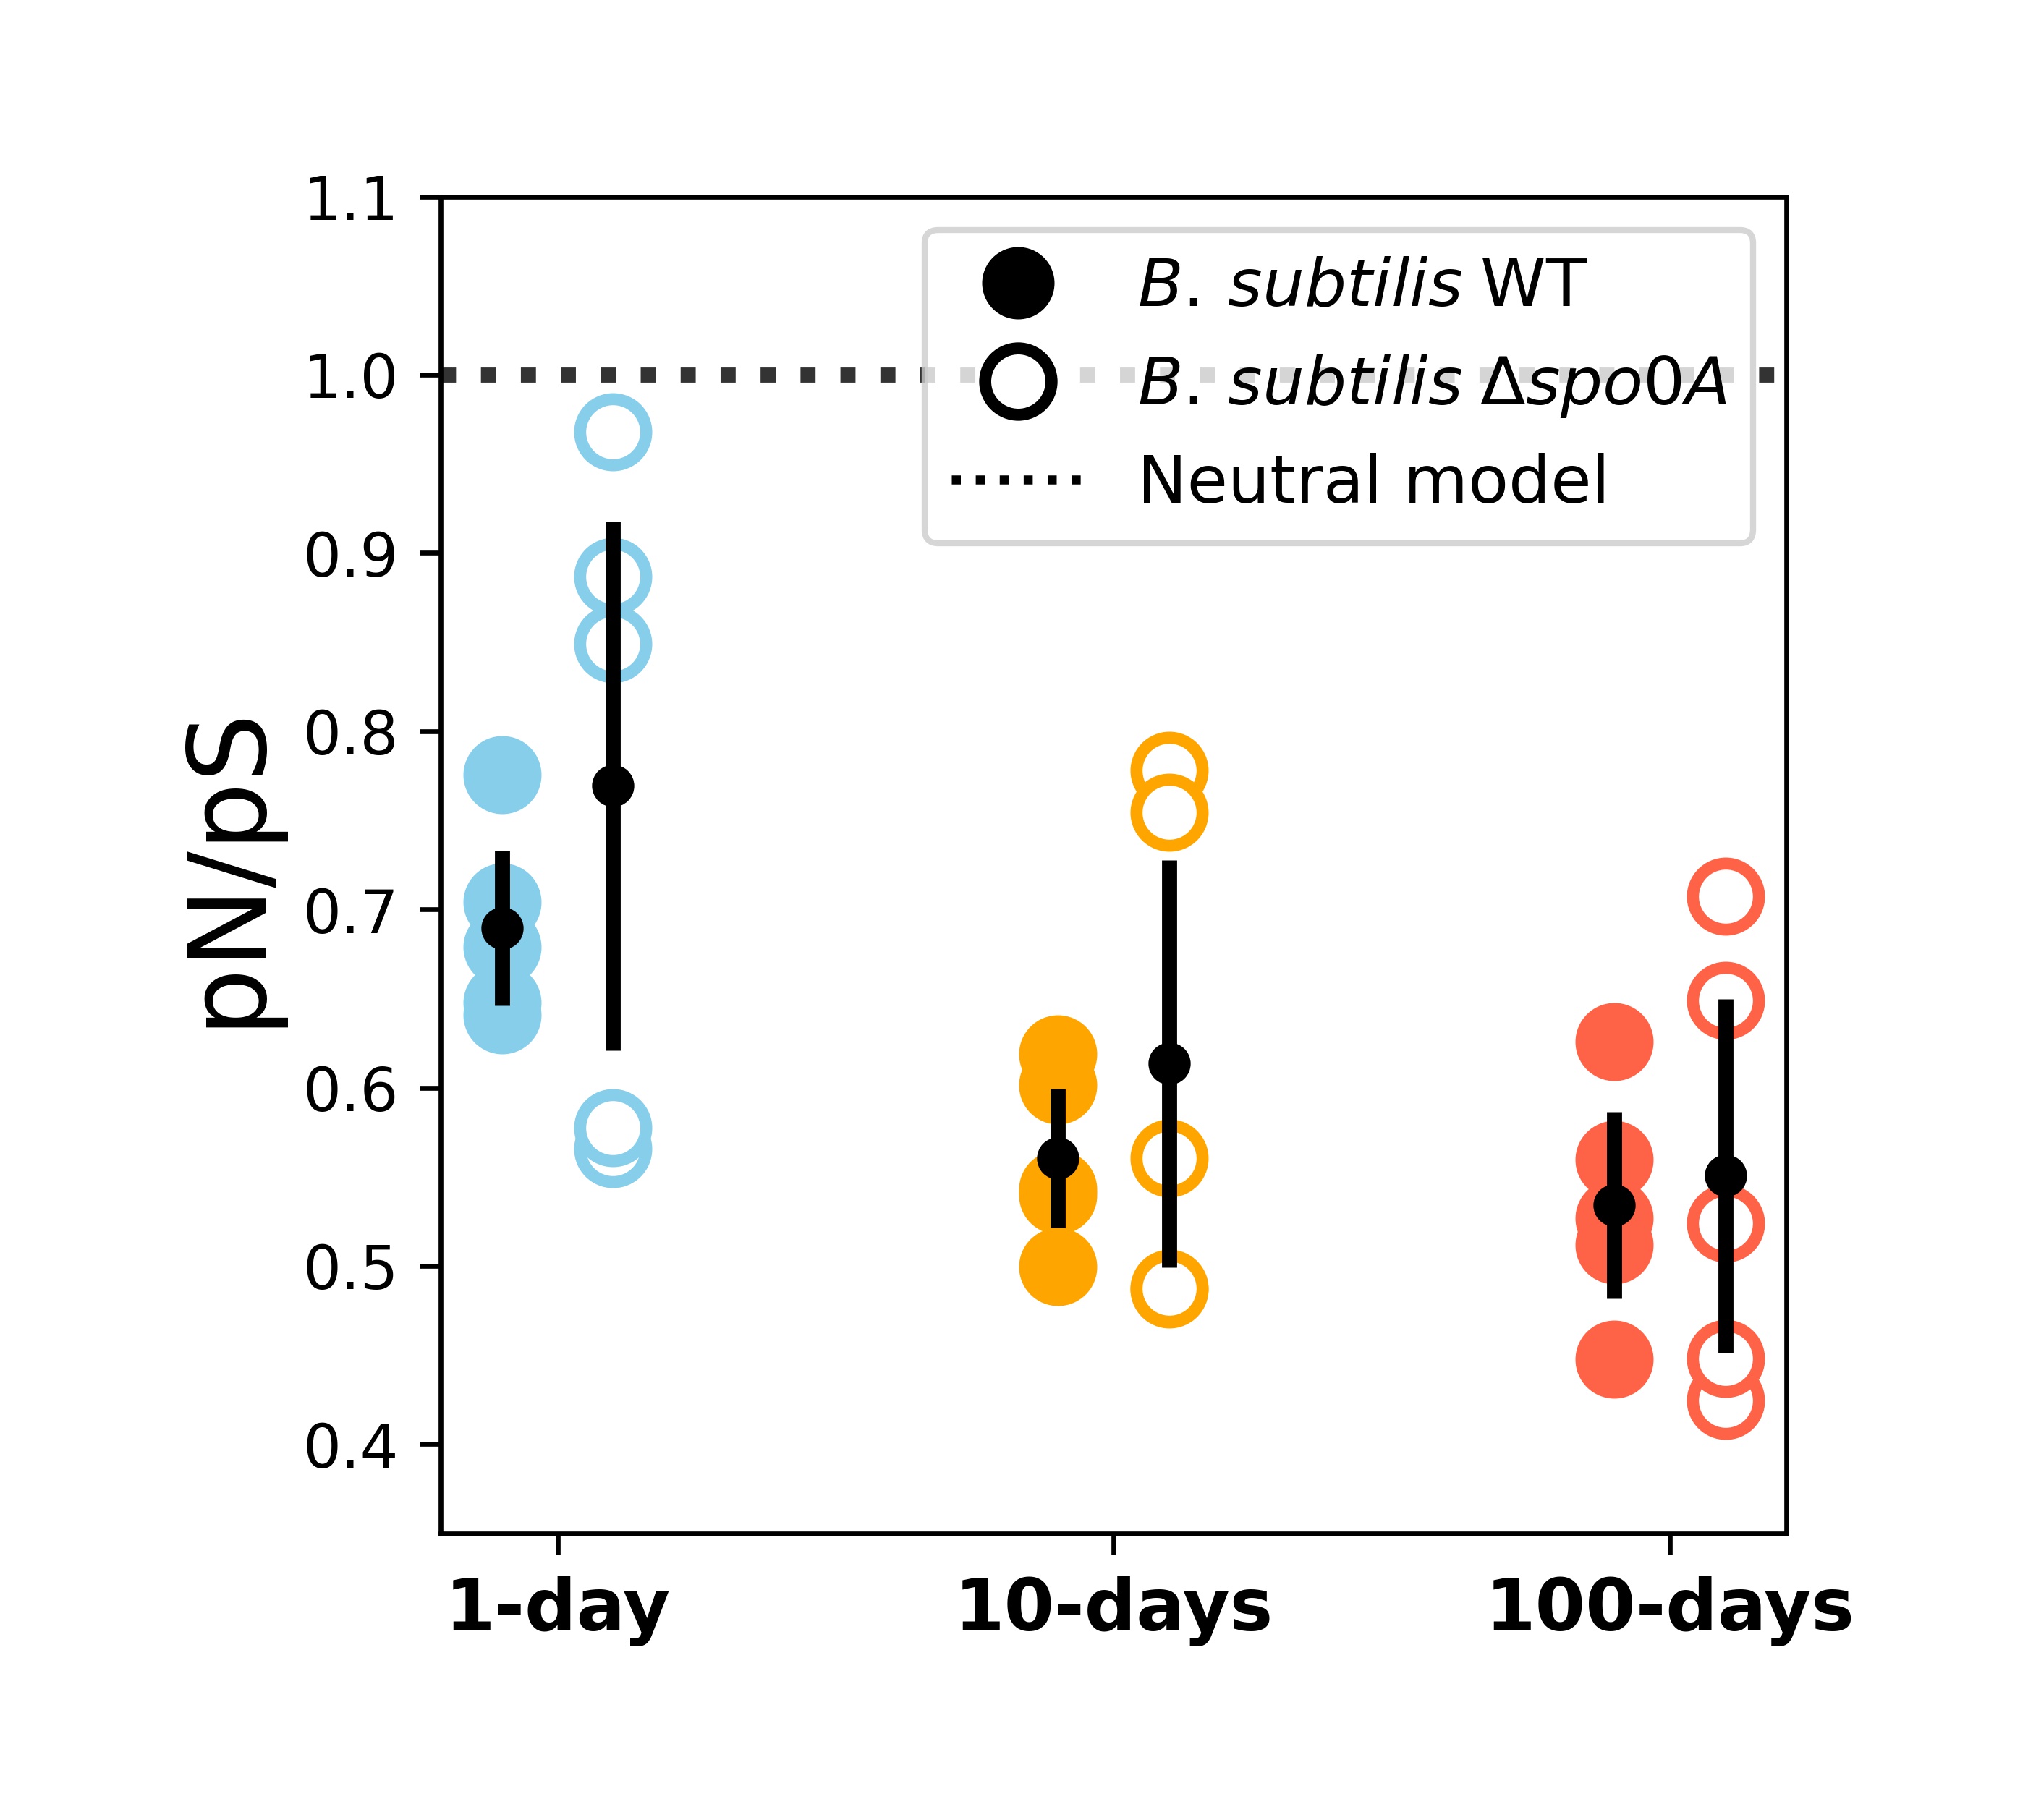 1.1
1.0
0.9
0.8
0.7
0.6
0.5
0.4
pN/pS
B. subtilis WT
B. subtilis Δspo0A
Neutral model
1-day
10-days
100-days